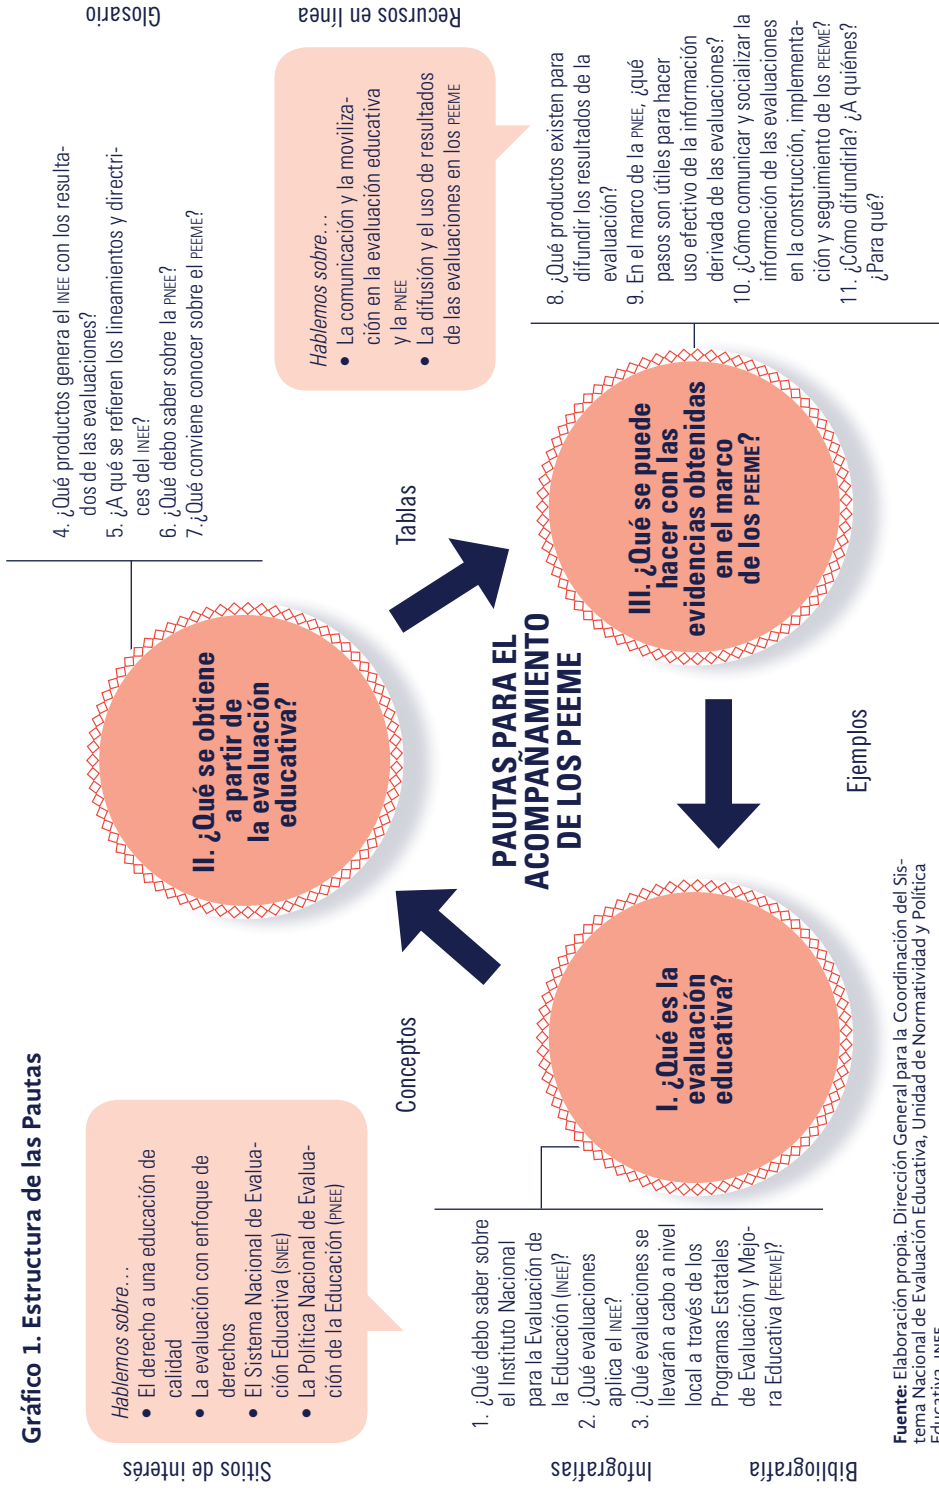 Gráfico 1. Estructura de las Pautas
Hablemos sobre…
• El derecho a una educación de
calidad
• La evaluación con enfoque de
derechos
• El Sistema Nacional de Evalua-
ción Educativa (SNEE)
• La Política Nacional de Evalua-
ción de la Educación (PNEE)
Sitios de interés
Infografías
Bibliografía
1. ¿Qué debo saber sobre
el Instituto Nacional
para la Evaluación de
la Educación (INEE)?
2. ¿Qué evaluaciones
aplica el INEE?
3. ¿Qué evaluaciones se
llevarán a cabo a nivel
local a través de los
Programas Estatales
de Evaluación y Mejo-
ra Educativa (PEEME)?
I. ¿Qué es la
evaluación
educativa?
Conceptos
II. ¿Qué se obtiene
a partir de
la evaluación
educativa?
4. ¿Qué productos genera el INEE con los resulta-
dos de las evaluaciones?
5. ¿A qué se refieren los lineamientos y directri-
ces del INEE?
6. ¿Qué debo saber sobre la PNEE?
7.¿Qué conviene conocer sobre el PEEME?
Glosario
Recursos en línea
Tablas
PAUTAS PARA EL
ACOMPAÑAMIENTO
DE LOS PEEME
Hablemos sobre…
• La comunicación y la moviliza-
ción en la evaluación educativa
y la PNEE
• La difusión y el uso de resultados
de las evaluaciones en los PEEME
III. ¿Qué se puede
hacer con las
evidencias obtenidas
en el marco
de los PEEME?
8. ¿Qué productos existen para
difundir los resultados de la
evaluación?
9. En el marco de la PNEE, ¿qué
pasos son útiles para hacer
uso efectivo de la información
derivada de las evaluaciones?
10. ¿Cómo comunicar y socializar la
información de las evaluaciones
en la construcción, implementa-
ción y seguimiento de los PEEME?
11. ¿Cómo difundirla? ¿A quiénes?
¿Para qué?
Ejemplos
Fuente: Elaboración propia. Dirección General para la Coordinación del Sis-
tema Nacional de Evaluación Educativa, Unidad de Normatividad y Política
Educativa, INEE